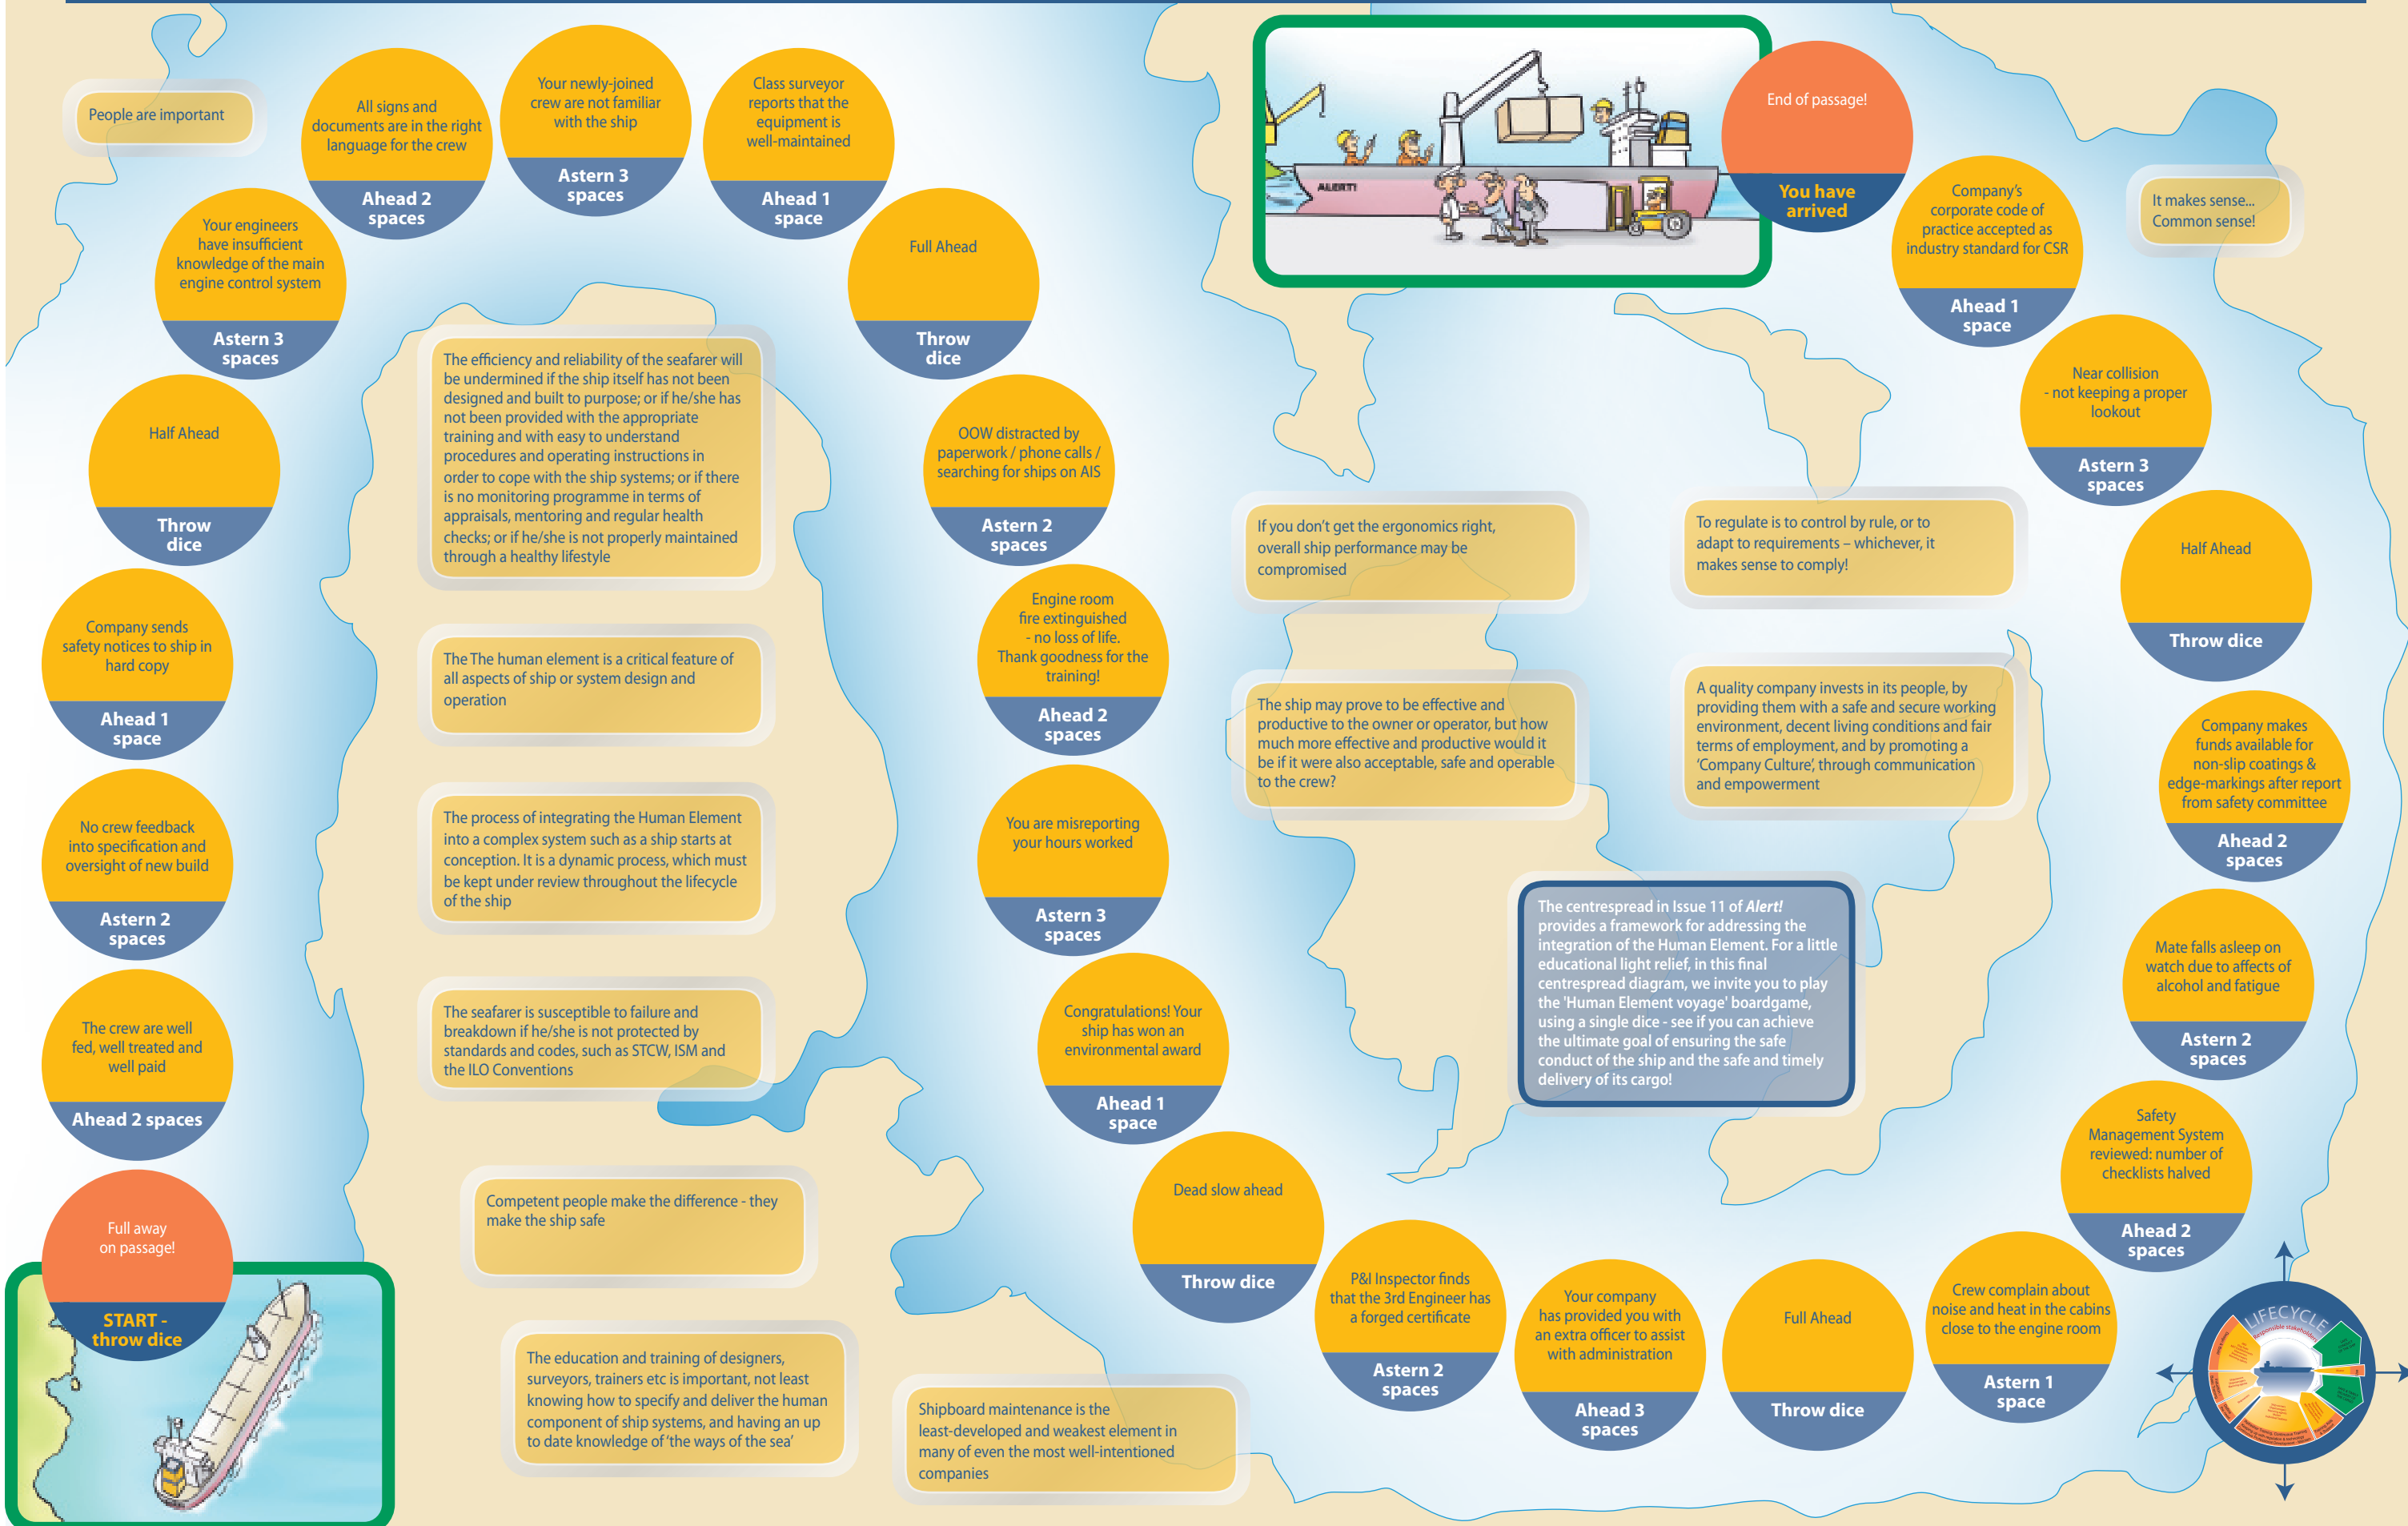 Full away
on passage!
START -
throw dice
The crew are well
fed, well treated and
well paid
Ahead 2 spaces
No crew feedback
into specification and
oversight of new build
Astern 2
spaces
Company sends
safety notices to ship in
hard copy
Ahead 1
space
Half Ahead
Throw
dice
Your engineers
have insufficient
knowledge of the main
engine control system
Astern 3
spaces
All signs and
documents are in the right
language for the crew
Ahead 2
spaces
Your newly-joined
crew are not familiar
with the ship
Astern 3
spaces
Class surveyor
reports that the
equipment is
well-maintained
Ahead 1
space
Full Ahead
Throw
dice
OOW distracted by
paperwork / phone calls /
searching for ships on AIS
Astern 2
spaces
Engine room
fire extinguished
- no loss of life.
Thank goodness for the
training!
Ahead 2
spaces
You are misreporting
your hours worked
Astern 3
spaces
Congratulations! Your
ship has won an
environmental award
Ahead 1
space
Dead slow ahead
Throw dice
P&I Inspector finds
that the 3rd Engineer has
a forged certificate
Astern 2
spaces
Your company
has provided you with
an extra officer to assist
with administration
Ahead 3
spaces
Full Ahead
Throw dice
Crew complain about
noise and heat in the cabins
close to the engine room
Astern 1
space
Safety
Management System
reviewed: number of
checklists halved
Ahead 2
spaces
Mate falls asleep on
watch due to affects of
alcohol and fatigue
Astern 2
spaces
Company makes
funds available for
non-slip coatings &
edge-markings after report
from safety committee
Ahead 2
spaces
Half Ahead
Throw dice
Near collision
- not keeping a proper
lookout
Astern 3
spaces
Company's
corporate code of
practice accepted as
industry standard for CSR
Ahead 1
space
End of passage!
You have
arrived
ALERT!
People are important
The efficiency and reliability of the seafarer will
be undermined if the ship itself has not been
designed and built to purpose; or if he/she has
not been provided with the appropriate
training and with easy to understand
procedures and operating instructions in
order to cope with the ship systems; or if there
is no monitoring programme in terms of
appraisals, mentoring and regular health
checks; or if he/she is not properly maintained
through a healthy lifestyle
The The human element is a critical feature of
all aspects of ship or system design and
operation
The process of integrating the Human Element
into a complex system such as a ship starts at
conception. It is a dynamic process, which must
be kept under review throughout the lifecycle
of the ship
The seafarer is susceptible to failure and
breakdown if he/she is not protected by
standards and codes, such as STCW, ISM and
the ILO Conventions
Competent people make the difference - they
make the ship safe
The education and training of designers,
surveyors, trainers etc is important, not least
knowing how to specify and deliver the human
component of ship systems, and having an up
to date knowledge of 'the ways of the sea'
Shipboard maintenance is the
least-developed and weakest element in
many of even the most well-intentioned
companies
If you don't get the ergonomics right,
overall ship performance may be
compromised
The ship may prove to be effective and
productive to the owner or operator, but how
much more effective and productive would it
be if it were also acceptable, safe and operable
to the crew?
To regulate is to control by rule, or to
adapt to requirements – whichever, it
makes sense to comply!
A quality company invests in its people, by
providing them with a safe and secure working
environment, decent living conditions and fair
terms of employment, and by promoting a
'Company Culture', through communication
and empowerment
The centrespread in Issue 11 of Alert!
provides a framework for addressing the
integration of the Human Element. For a little
educational light relief, in this final
centrespread diagram, we invite you to play
the 'Human Element voyage' boardgame,
using a single dice - see if you can achieve
the ultimate goal of ensuring the safe
conduct of the ship and the safe and timely
delivery of its cargo!
It makes sense...
Common sense!
LIFECYCLE
Responsible stakeholders